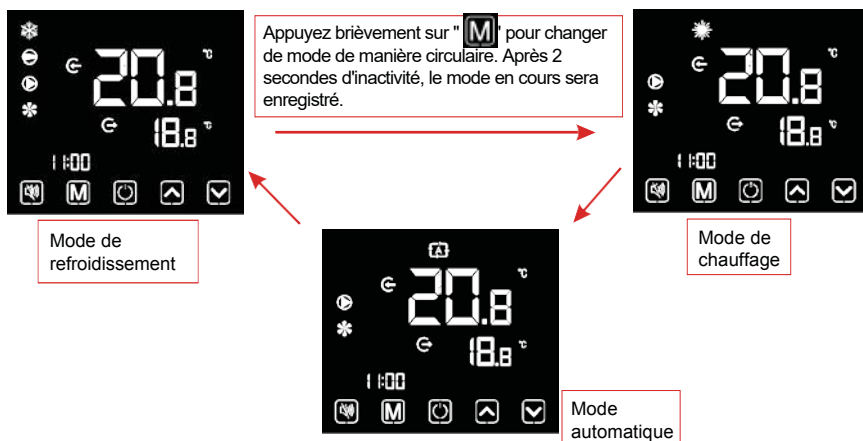 20.8 °C
18.8 °C
11:00
M
Appuyez brièvement sur " M " pour changer
de mode de manière circulaire. Après 2
secondes d'inactivité, le mode en cours sera
enregistré.
20.8 °C
18.8 °C
11:00
M
Mode de
refroidissement
Mode de
chauffage
A
20.8 °C
18.8 °C
11:00
M
Mode
automatique